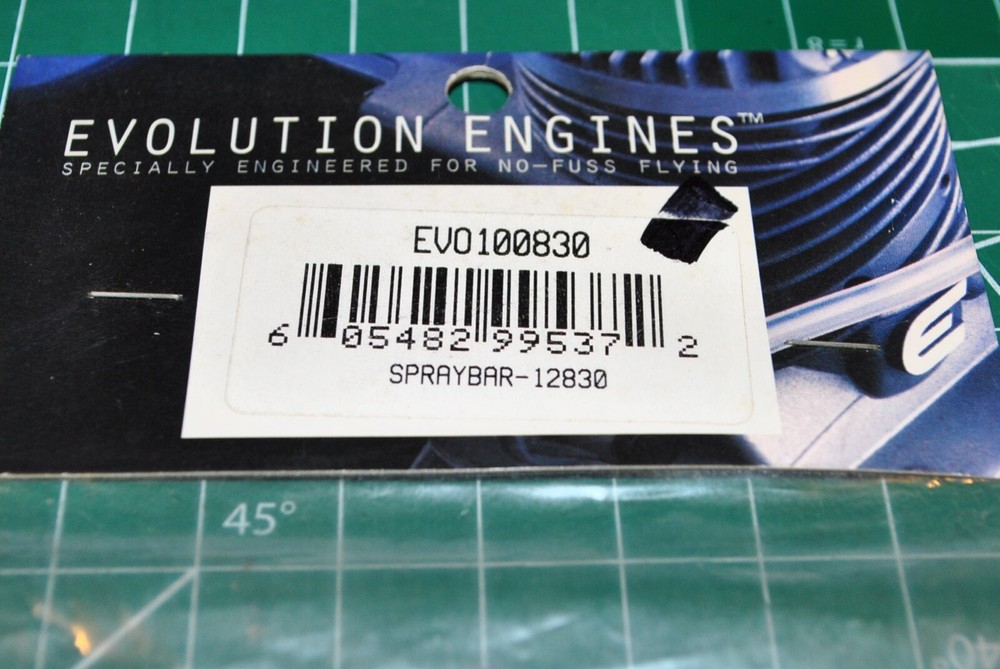 EVOLUTION ENGINES™
SPECIALLY ENGINEERED FOR NO-FUSS FLYING
EVO100830
6 05482 99537 2
SPRAYBAR-12830
E
45°